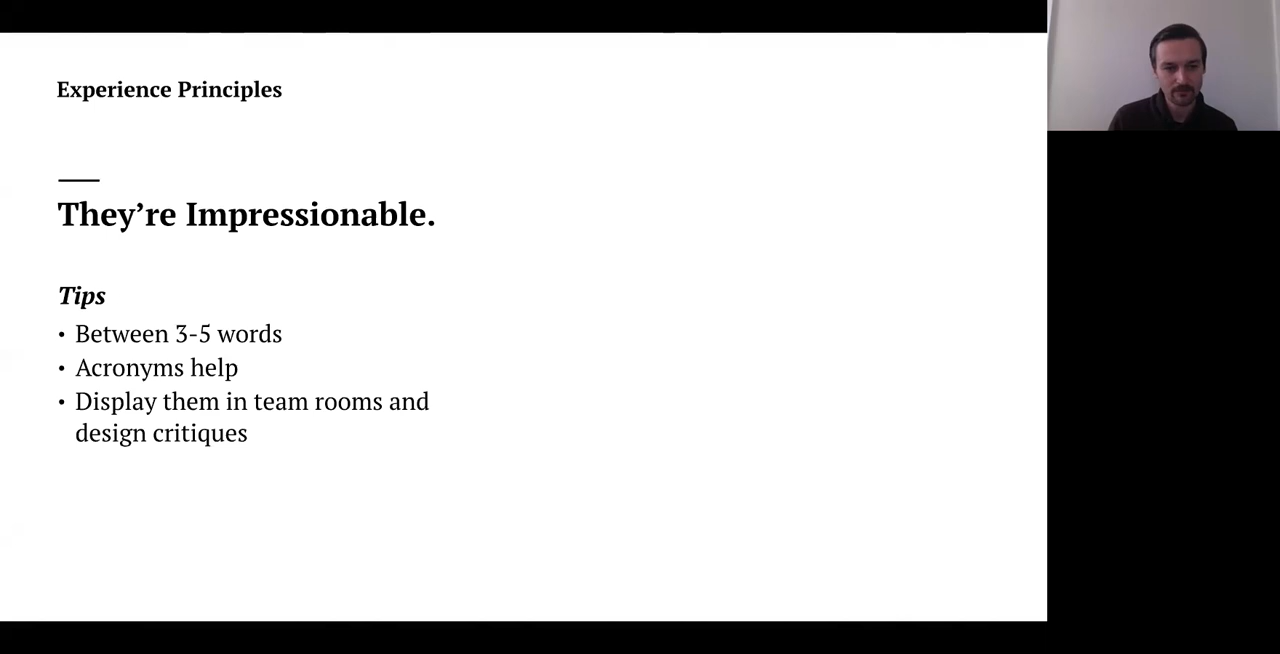 Experience Principles
They’re Impressionable.
Tips
• Between 3-5 words
• Acronyms help
• Display them in team rooms and
design critiques